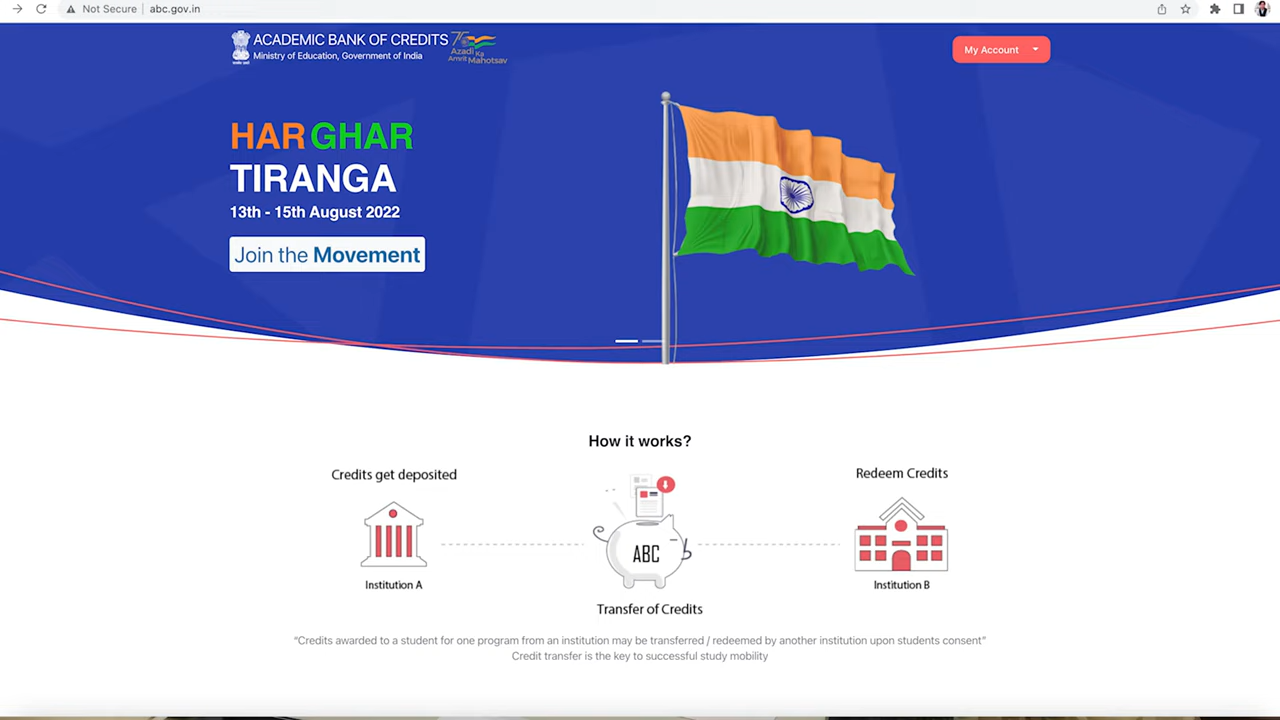 Not Secure | abc.gov.in
ACADEMIC BANK OF CREDITS
Ministry of Education, Government of India
Azadi Ka
Amrit Mahotsav
My Account
HAR GHAR
TIRANGA
13th - 15th August 2022
Join the Movement
How it works?
Credits get deposited
Institution A
ABC
Transfer of Credits
Redeem Credits
Institution B
“Credits awarded to a student for one program from an institution may be transferred / redeemed by another institution upon students consent”
Credit transfer is the key to successful study mobility